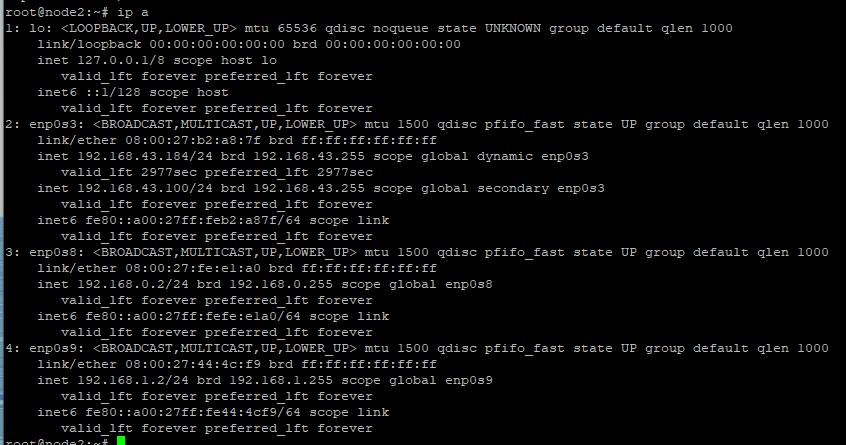 root@node2:~# ip a
1: lo: <LOOPBACK,UP,LOWER_UP> mtu 65536 qdisc noqueue state UNKNOWN group default qlen 1000
    link/loopback 00:00:00:00:00:00 brd 00:00:00:00:00:00
    inet 127.0.0.1/8 scope host lo
       valid_lft forever preferred_lft forever
    inet6 ::1/128 scope host
       valid_lft forever preferred_lft forever
2: enp0s3: <BROADCAST,MULTICAST,UP,LOWER_UP> mtu 1500 qdisc pfifo_fast state UP group default qlen 1000
    link/ether 08:00:27:b2:a8:7f brd ff:ff:ff:ff:ff:ff
    inet 192.168.43.184/24 brd 192.168.43.255 scope global dynamic enp0s3
       valid_lft 2977sec preferred_lft 2977sec
    inet 192.168.43.100/24 brd 192.168.43.255 scope global secondary enp0s3
       valid_lft forever preferred_lft forever
    inet6 fe80::a00:27ff:feb2:a87f/64 scope link
       valid_lft forever preferred_lft forever
3: enp0s8: <BROADCAST,MULTICAST,UP,LOWER_UP> mtu 1500 qdisc pfifo_fast state UP group default qlen 1000
    link/ether 08:00:27:fe:e1:a0 brd ff:ff:ff:ff:ff:ff
    inet 192.168.0.2/24 brd 192.168.0.255 scope global enp0s8
       valid_lft forever preferred_lft forever
    inet6 fe80::a00:27ff:fefe:e1a0/64 scope link
       valid_lft forever preferred_lft forever
4: enp0s9: <BROADCAST,MULTICAST,UP,LOWER_UP> mtu 1500 qdisc pfifo_fast state UP group default qlen 1000
    link/ether 08:00:27:44:4c:f9 brd ff:ff:ff:ff:ff:ff
    inet 192.168.1.2/24 brd 192.168.1.255 scope global enp0s9
       valid_lft forever preferred_lft forever
    inet6 fe80::a00:27ff:fe44:4cf9/64 scope link
       valid_lft forever preferred_lft forever
root@node2:~#